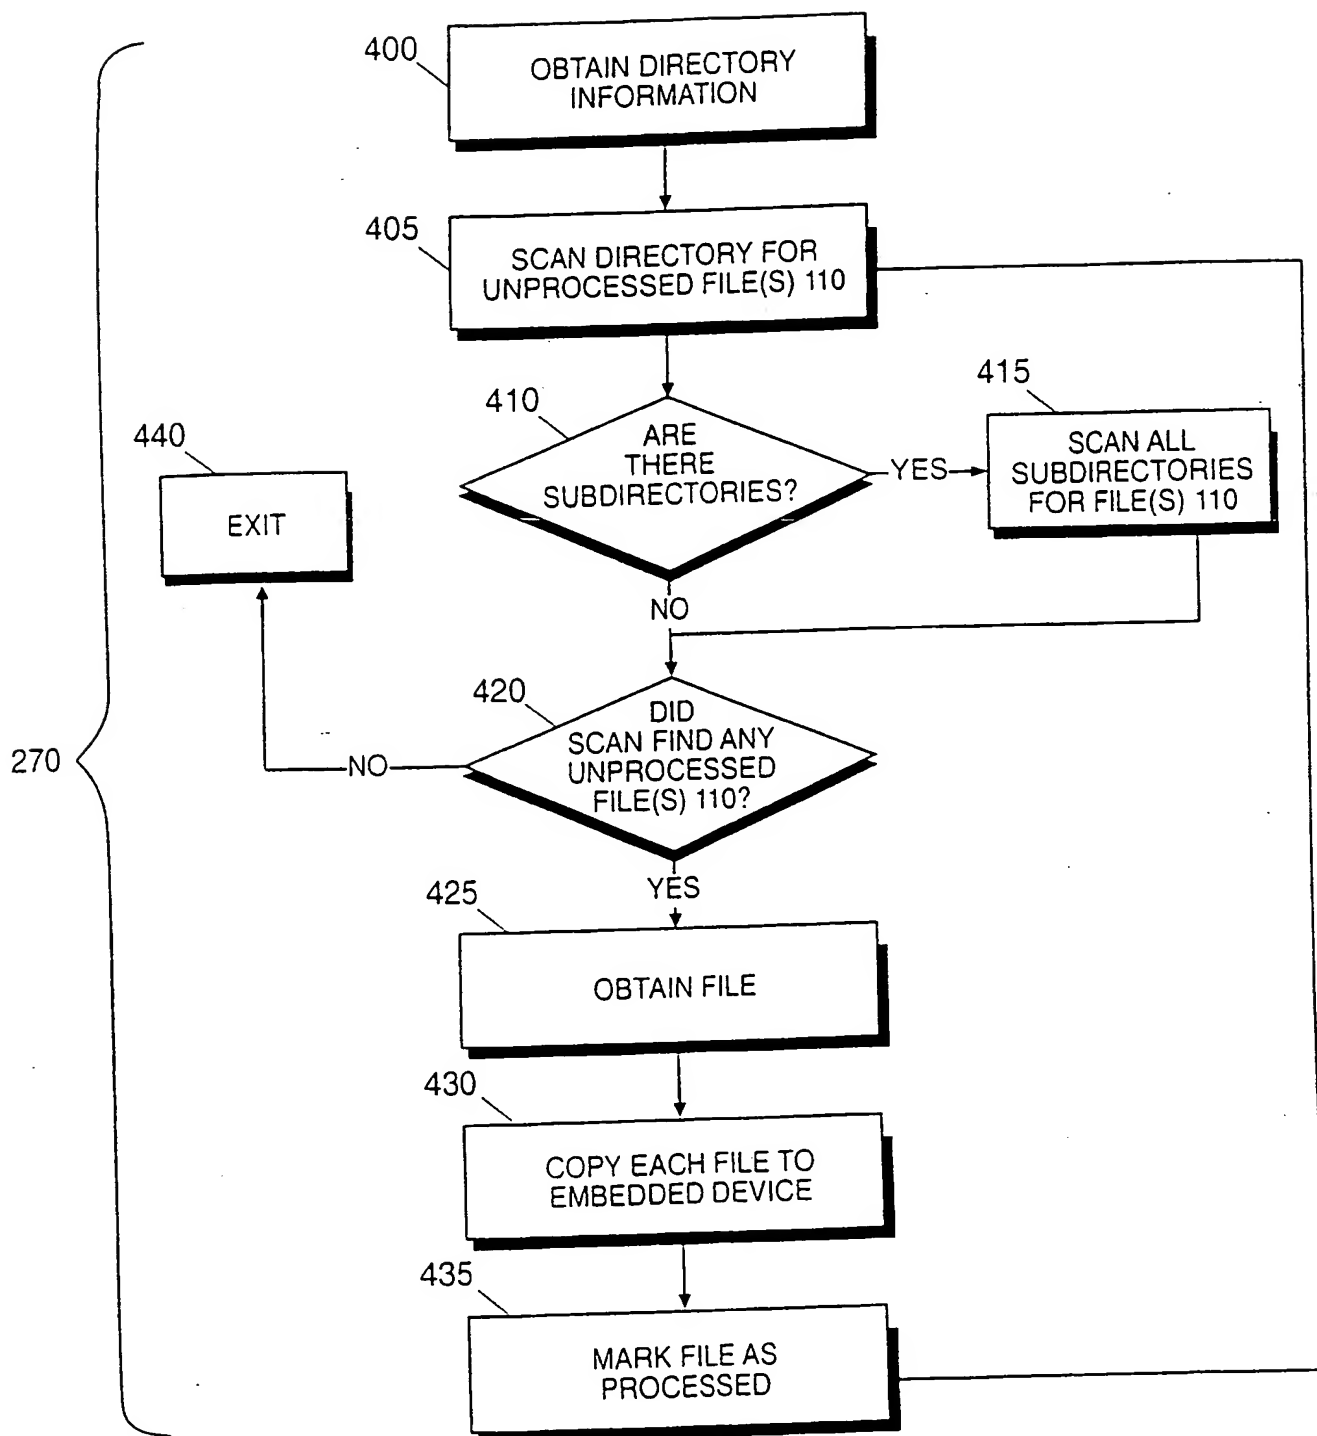 400
OBTAIN DIRECTORY
INFORMATION
405
SCAN DIRECTORY FOR
UNPROCESSED FILE(S) 110
410
ARE
THERE
SUBDIRECTORIES?
YES
415
SCAN ALL
SUBDIRECTORIES
FOR FILE(S) 110
440
EXIT
NO
270
420
DID
SCAN FIND ANY
UNPROCESSED
FILE(S) 110?
NO
YES
425
OBTAIN FILE
430
COPY EACH FILE TO
EMBEDDED DEVICE
435
MARK FILE AS
PROCESSED